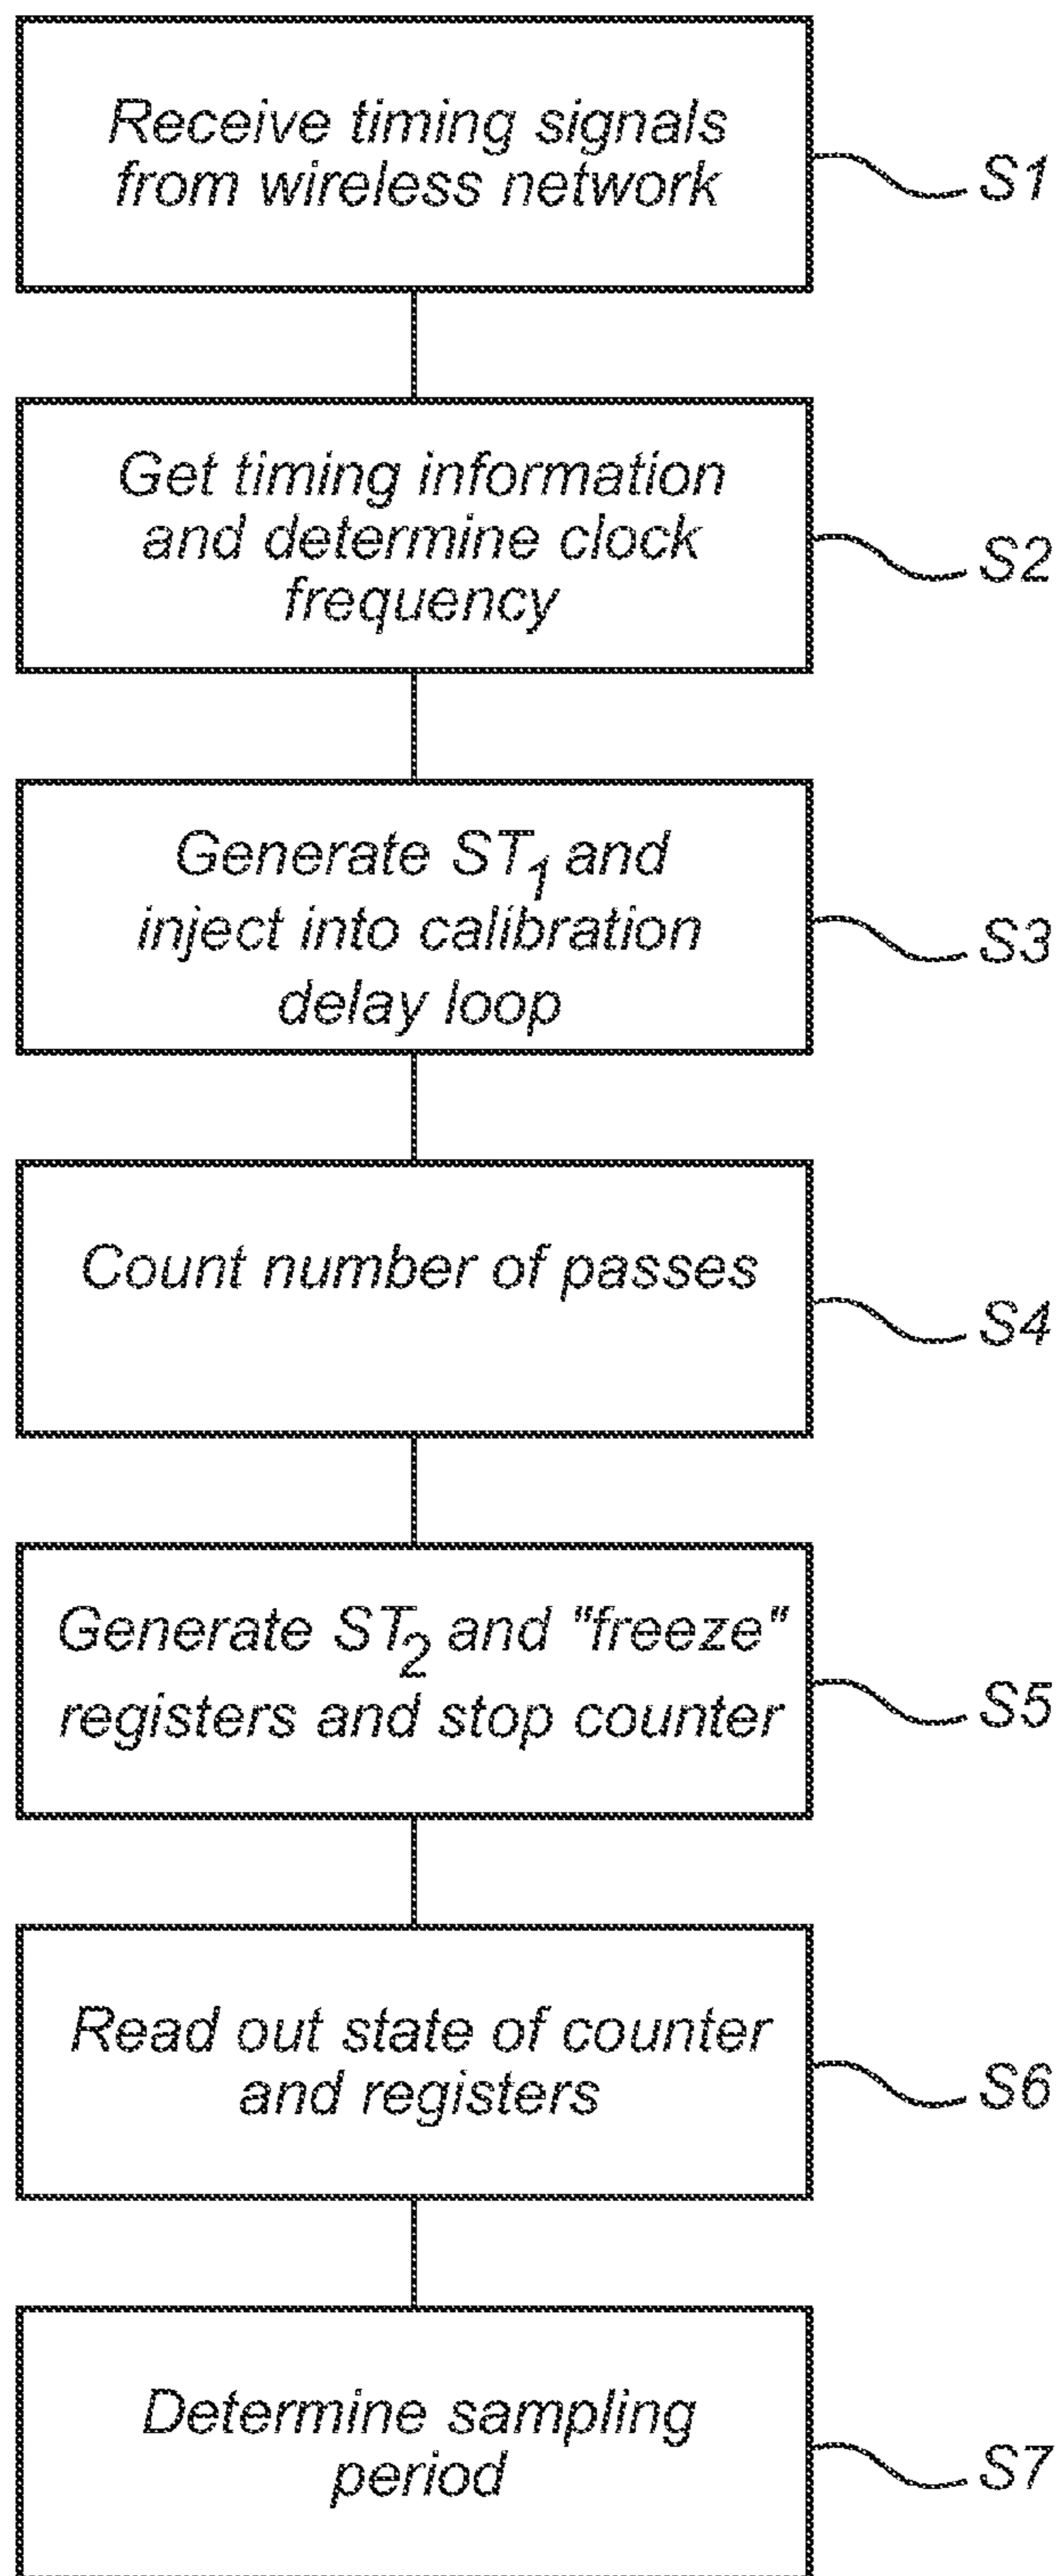 Receive timing signals
from wireless network
S1
Get timing information
and determine clock
frequency
S2
Generate ST1 and
inject into calibration
delay loop
S3
Count number of passes
S4
Generate ST2 and "freeze"
registers and stop counter
S5
Read out state of counter
and registers
S6
Determine sampling
period
S7